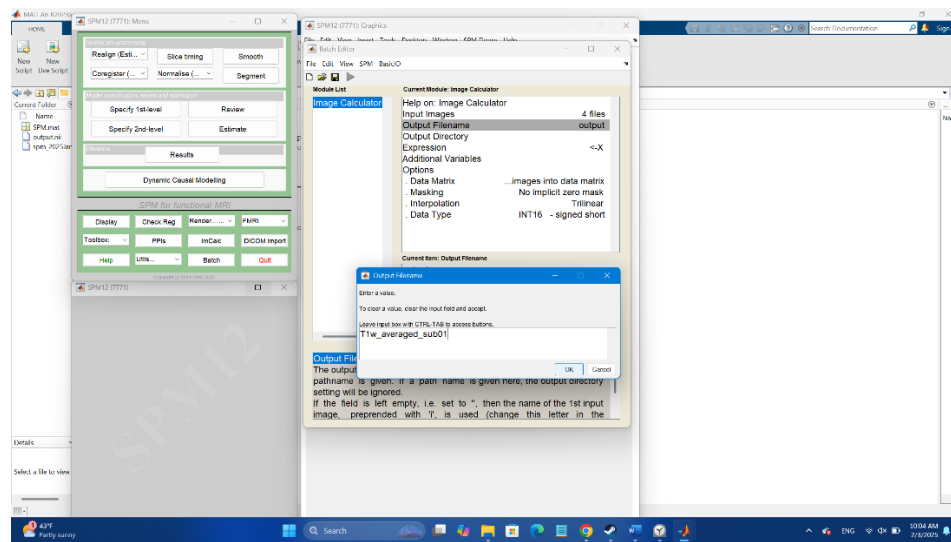 SPM12 (7771): Menu
Realign (Esti...
Slice timing
Smooth
Coregister (...
Normalise (...
Segment
Specify 1st-level
Review
Specify 2nd-level
Estimate
Results
Dynamic Causal Modelling
SPM for functional MRI
Display
Check Reg
Render...
FMRI
Toolbox:
PPIs
ImCalc
DICOM Import
Help
Utils...
Batch
Quit
SPM12 (7771)
SPM12
HOME
New
New
Script
Live Script
Current Folder
Name
SPM.mat
output.nii
Details
Select a file to view
SPM12 (7771): Graphics
Batch Editor
File Edit View SPM BasicIO
Module List
Image Calculator
Current Module: Image Calculator
Help on: Image Calculator
Input Images 4 files
Output Filename output
Output Directory
Expression <-X
Additional Variables
Options
. Data Matrix ...images into data matrix
. Masking No implicit zero mask
. Interpolation Trilinear
. Data Type INT16 - signed short
Current Item: Output Filename
Output Filename
Enter a value.
To clear a value, clear the input field and accept.
Leave input box with CTRL-TAB to access buttons.
T1w_averaged_sub01
OK
Cancel
Output File
The output
pathname is given. If a path name is given here, the output directory
setting will be ignored.
If the field is left empty, i.e. set to '', then the name of the 1st input
image, preprended with 'i', is used (change this letter in the
Search Documentation
Sign
43°F
Partly sunny
Search
ENG
10:04 AM
2/3/2025